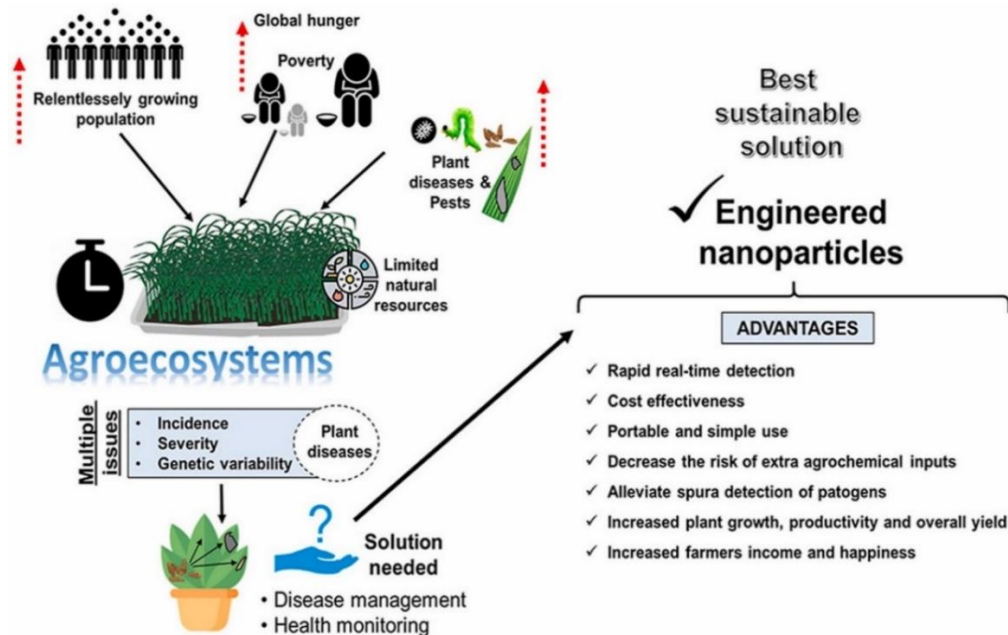 Relentlessely growing
population
Global hunger
Poverty
Plant
diseases &
Pests
Limited
natural
resources
Agroecosystems
Multiple
issues
• Incidence
• Severity
• Genetic variability
Plant
diseases
?
Solution
needed
• Disease management
• Health monitoring
Best
sustainable
solution
✓ Engineered
nanoparticles
ADVANTAGES
✓ Rapid real-time detection
✓ Cost effectiveness
✓ Portable and simple use
✓ Decrease the risk of extra agrochemical inputs
✓ Alleviate spura detection of patogens
✓ Increased plant growth, productivity and overall yield
✓ Increased farmers income and happiness